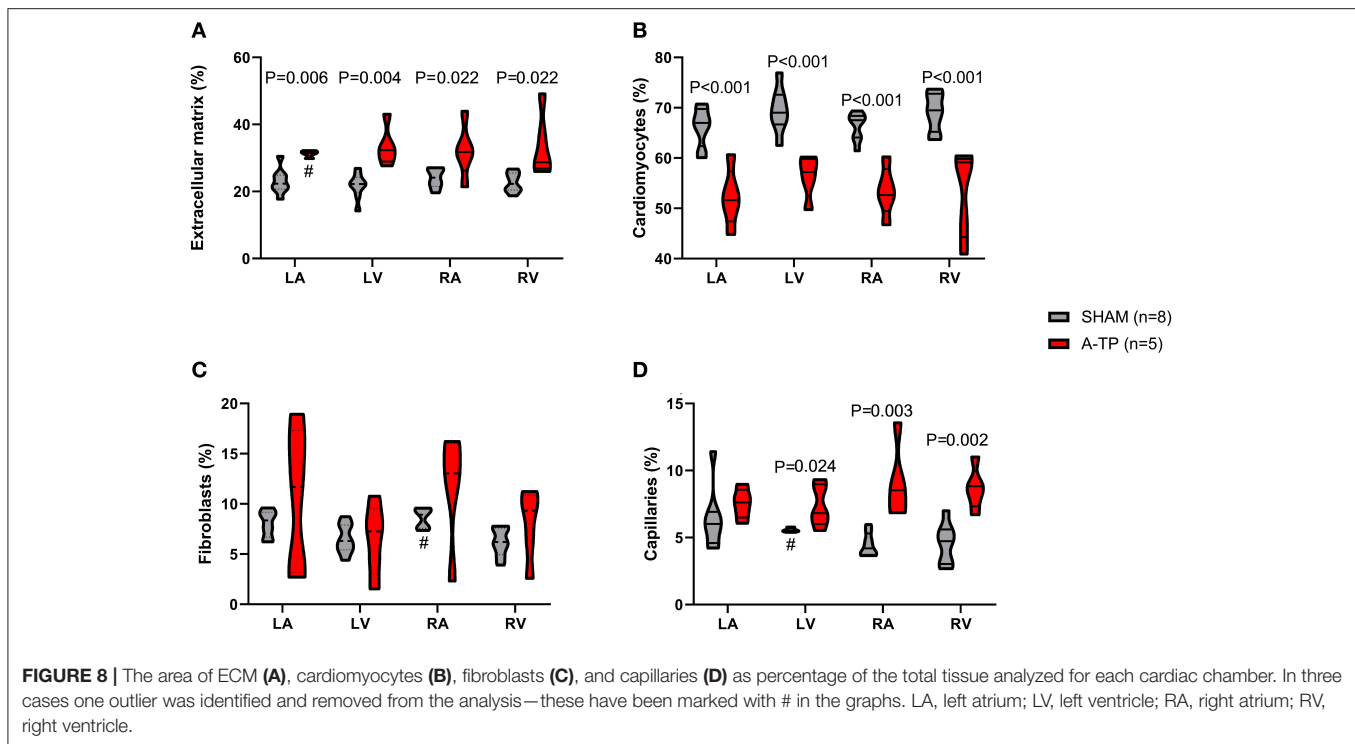 A
Extracellular matrix (%)
60
40
20
0
P=0.006 P=0.004 P=0.022 P=0.022
#
LA LV RA RV
B
Cardiomyocytes (%)
80
70
60
50
40
P<0.001
P<0.001
P<0.001
P<0.001
LA LV RA RV
SHAM (n=8)
A-TP (n=5)
C
Fibroblasts (%)
20
15
10
5
0
#
LA LV RA RV
D
Capillaries (%)
15
10
5
0
P=0.024
P=0.003
P=0.002
#
LA LV RA RV
FIGURE 8 | The area of ECM (A), cardiomyocytes (B), fibroblasts (C), and capillaries (D) as percentage of the total tissue analyzed for each cardiac chamber. In three
cases one outlier was identified and removed from the analysis—these have been marked with # in the graphs. LA, left atrium; LV, left ventricle; RA, right atrium; RV,
right ventricle.